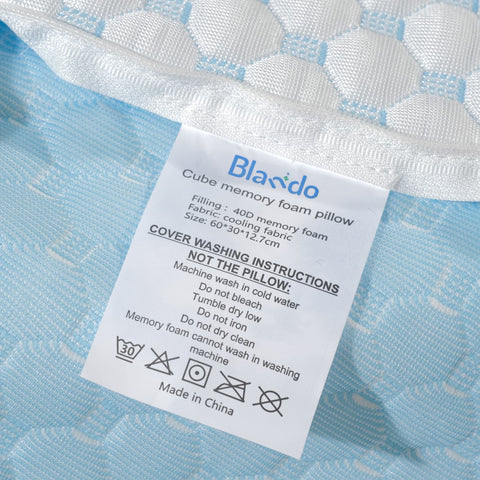 Blando
Cube memory foam pillow
Filling : 40D memory foam
Fabric: cooling fabric
Size: 60*30*12.7cm
COVER WASHING INSTRUCTIONS
NOT THE PILLOW:
Machine wash in cold water
Do not bleach
Tumble dry low
Do not iron
Do not dry clean
Memory foam cannot wash in washing
machine
30
Made in China